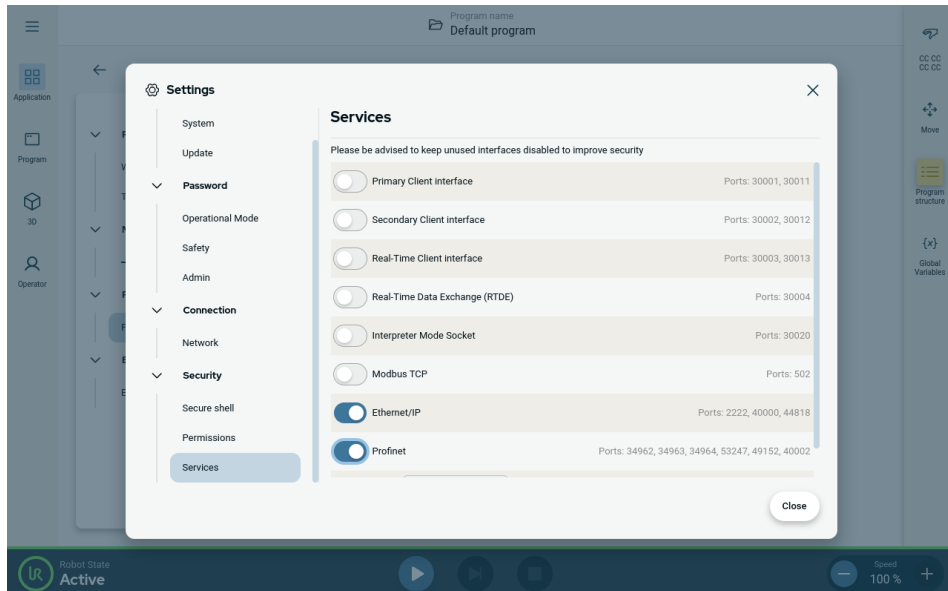 Program name
Default program
Application
Program
3D
Operator
Settings
System
Update
Password
Operational Mode
Safety
Admin
Connection
Network
Security
Secure shell
Permissions
Services
Services
Please be advised to keep unused interfaces disabled to improve security
Primary Client interface Ports: 30001, 30011
Secondary Client interface Ports: 30002, 30012
Real-Time Client interface Ports: 30003, 30013
Real-Time Data Exchange (RTDE) Ports: 30004
Interpreter Mode Socket Ports: 30020
Modbus TCP Ports: 502
Ethernet/IP Ports: 2222, 40000, 44818
Profinet Ports: 34962, 34963, 34964, 53247, 49152, 40002
Close
CC CC
CC CC
Move
Program
structure
{x}
Global
Variables
UR
Robot State
Active
Speed
100 %